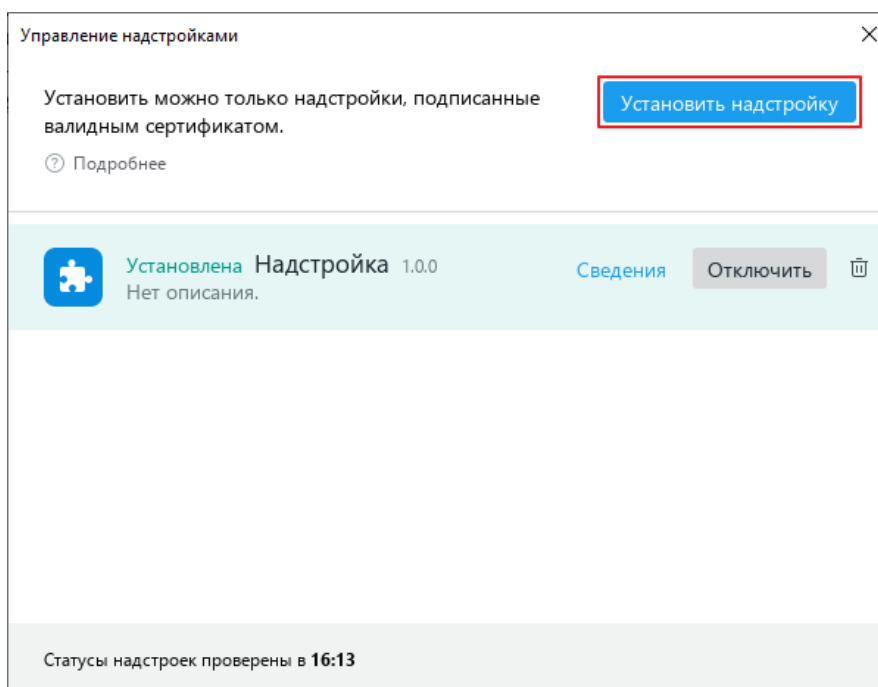 Управление надстройками
Установить можно только надстройки, подписанные
валидным сертификатом.
Установить надстройку
? Подробнее
Установлена Надстройка 1.0.0
Нет описания.
Сведения
Отключить
Статусы надстроек проверены в 16:13